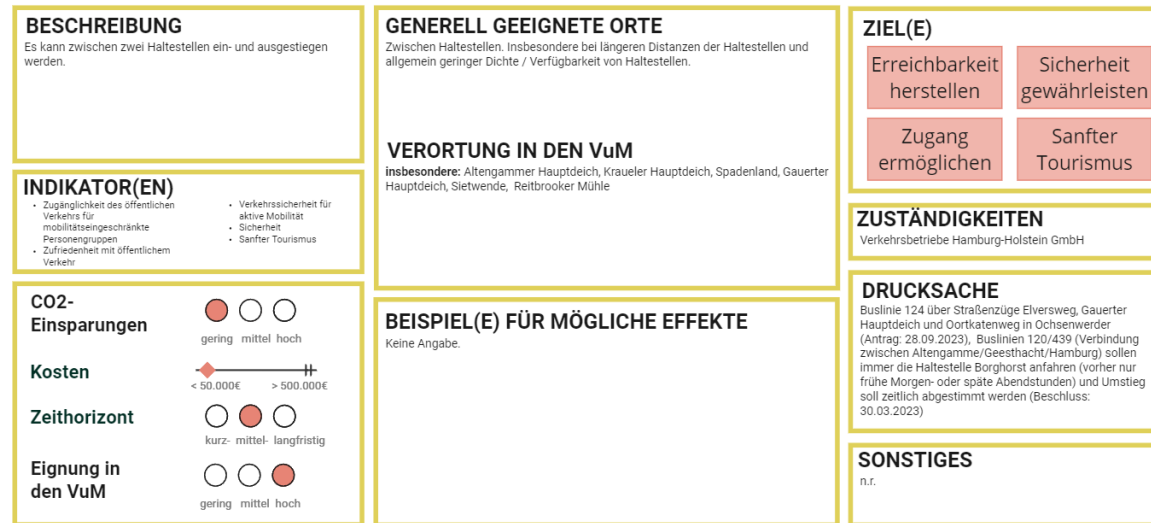 BESCHREIBUNG
Es kann zwischen zwei Haltestellen ein- und ausgestiegen
werden.
INDIKATOR(EN)
• Zugänglichkeit des öffentlichen
Verkehrs für
mobilitätseingeschränkte
Personengruppen
• Zufriedenheit mit öffentlichem
Verkehr
• Verkehrssicherheit für
aktive Mobilität
• Sicherheit
• Sanfter Tourismus
CO2-
Einsparungen
gering mittel hoch
Kosten
< 50.000€ > 500.000€
Zeithorizont
kurz- mittel- langfristig
Eignung in
den VuM
gering mittel hoch
GENERELL GEEIGNETE ORTE
Zwischen Haltestellen. Insbesondere bei längeren Distanzen der Haltestellen und
allgemein geringer Dichte / Verfügbarkeit von Haltestellen.
VERORTUNG IN DEN VuM
insbesondere: Altengammer Hauptdeich, Kraueler Hauptdeich, Spadenland, Gauerter
Hauptdeich, Sietwende, Reitbrooker Mühle
BEISPIEL(E) FÜR MÖGLICHE EFFEKTE
Keine Angabe.
ZIEL(E)
Erreichbarkeit
herstellen
Sicherheit
gewährleisten
Zugang
ermöglichen
Sanfter
Tourismus
ZUSTÄNDIGKEITEN
Verkehrsbetriebe Hamburg-Holstein GmbH
DRUCKSACHE
Buslinie 124 über Straßenzüge Elversweg, Gauerter
Hauptdeich und Oortkatenweg in Ochsenwerder
(Antrag: 28.09.2023), Buslinien 120/439 (Verbindung
zwischen Altengamme/Geesthacht/Hamburg) sollen
immer die Haltestelle Borghorst anfahren (vorher nur
frühe Morgen- oder späte Abendstunden) und Umstieg
soll zeitlich abgestimmt werden (Beschluss:
30.03.2023)
SONSTIGES
n.r.